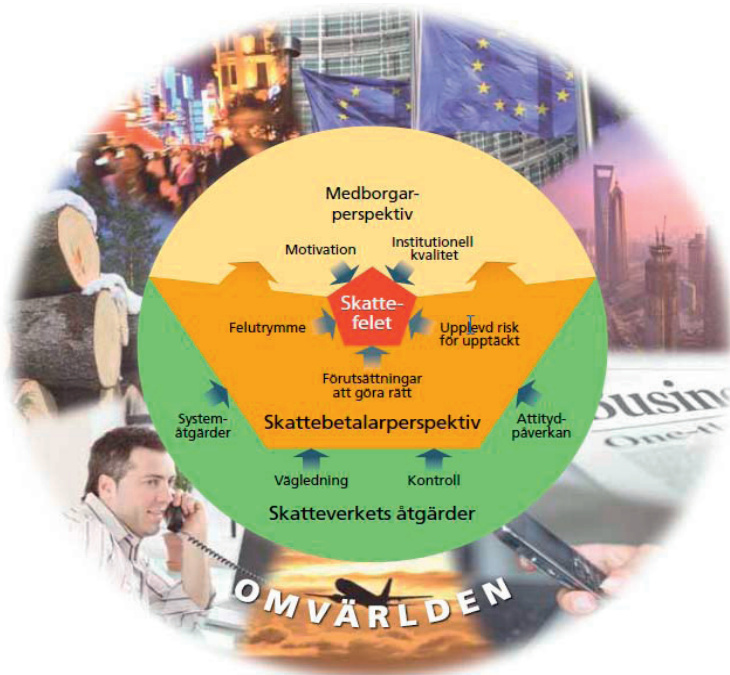 Medborgar-
perspektiv
Motivation
Institutionell
kvalitet
Skatte-
felet
Felutrymme
Upplevd risk
för upptäckt
Förutsättningar
att göra rätt
System-
åtgärder
Skattebetalarperspektiv
Attityd-
påverkan
Vägledning
Kontroll
Skatteverkets åtgärder
OMVÄRLDEN